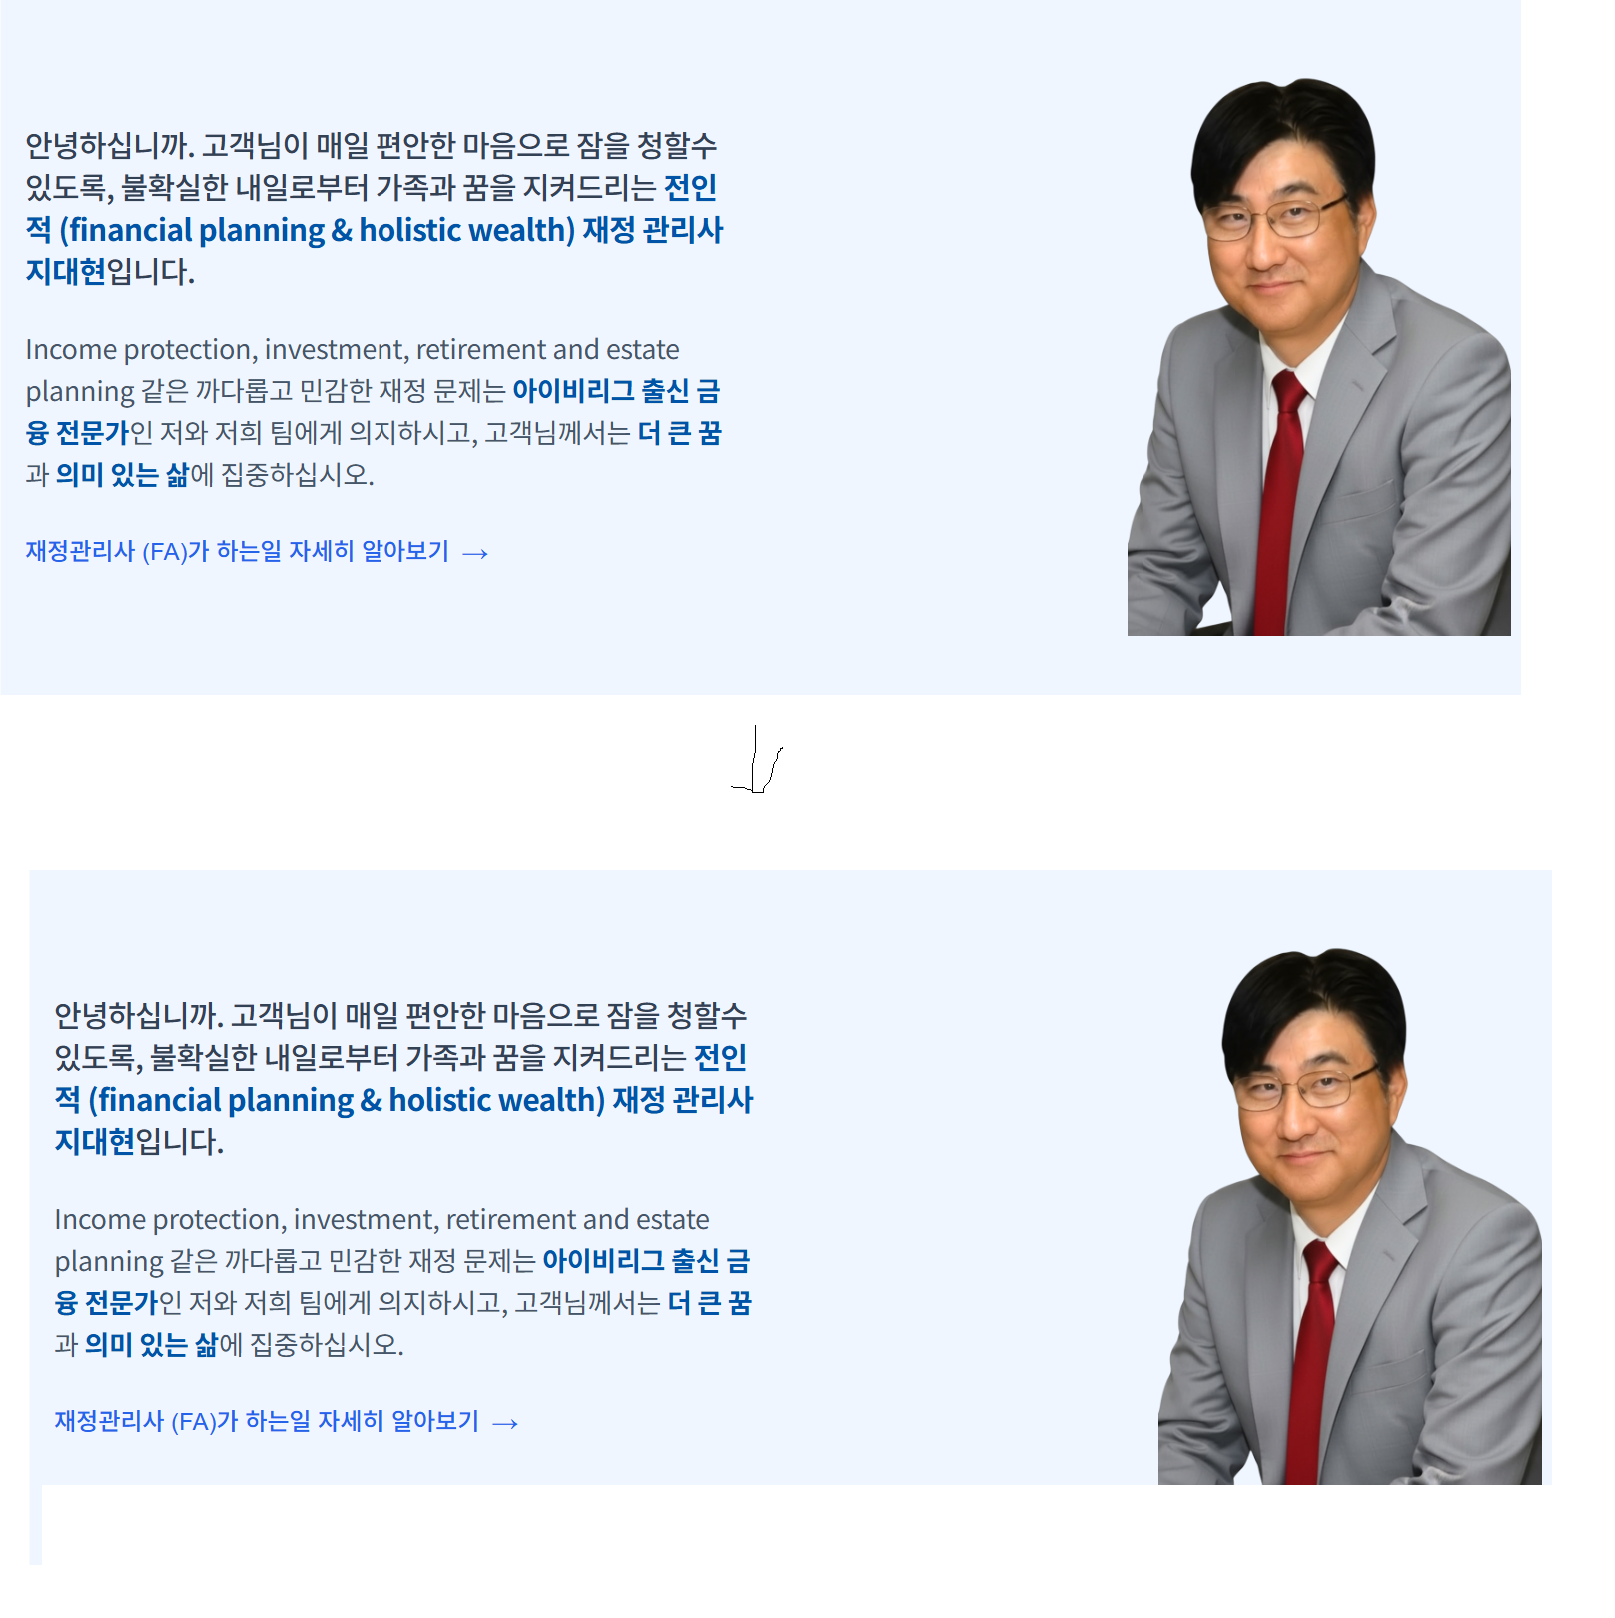 안녕하십니까. 고객님이 매일 편안한 마음으로 잠을 청할수
있도록, 불확실한 내일로부터 가족과 꿈을 지켜드리는 전인
적 (financial planning & holistic wealth) 재정 관리사
지대현입니다.
Income protection, investment, retirement and estate
planning 같은 까다롭고 민감한 재정 문제는 아이비리그 출신 금
융 전문가인 저와 저희 팀에게 의지하시고, 고객님께서는 더 큰 꿈
과 의미 있는 삶에 집중하십시오.
재정관리사 (FA)가 하는일 자세히 알아보기 →
안녕하십니까. 고객님이 매일 편안한 마음으로 잠을 청할수
있도록, 불확실한 내일로부터 가족과 꿈을 지켜드리는 전인
적 (financial planning & holistic wealth) 재정 관리사
지대현입니다.
Income protection, investment, retirement and estate
planning 같은 까다롭고 민감한 재정 문제는 아이비리그 출신 금
융 전문가인 저와 저희 팀에게 의지하시고, 고객님께서는 더 큰 꿈
과 의미 있는 삶에 집중하십시오.
재정관리사 (FA)가 하는일 자세히 알아보기 →